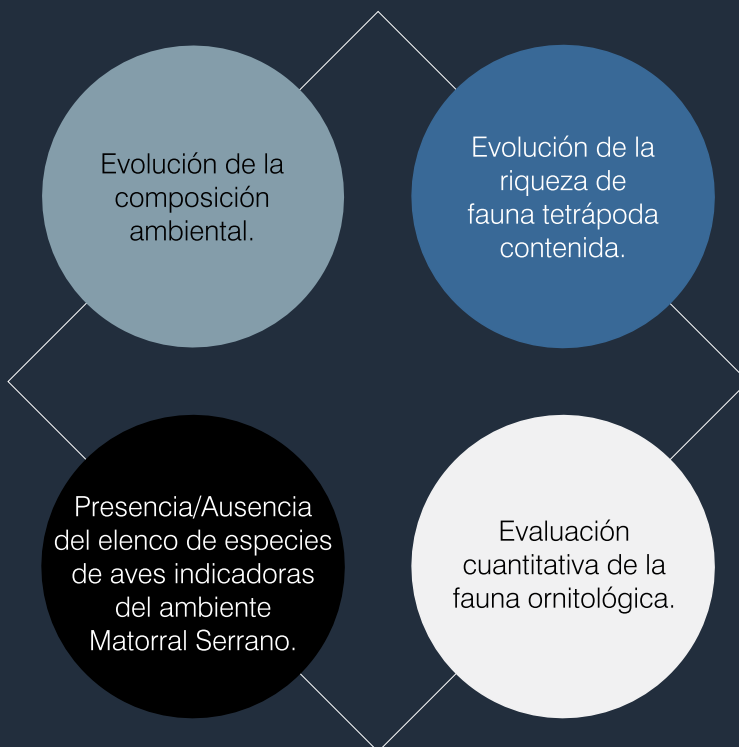 Evolución de la
composición
ambiental.
Evolución de la
riqueza de
fauna tetrápoda
contenida.
Presencia/Ausencia
del elenco de especies
de aves indicadoras
del ambiente
Matorral Serrano.
Evaluación
cuantitativa de la
fauna ornitológica.